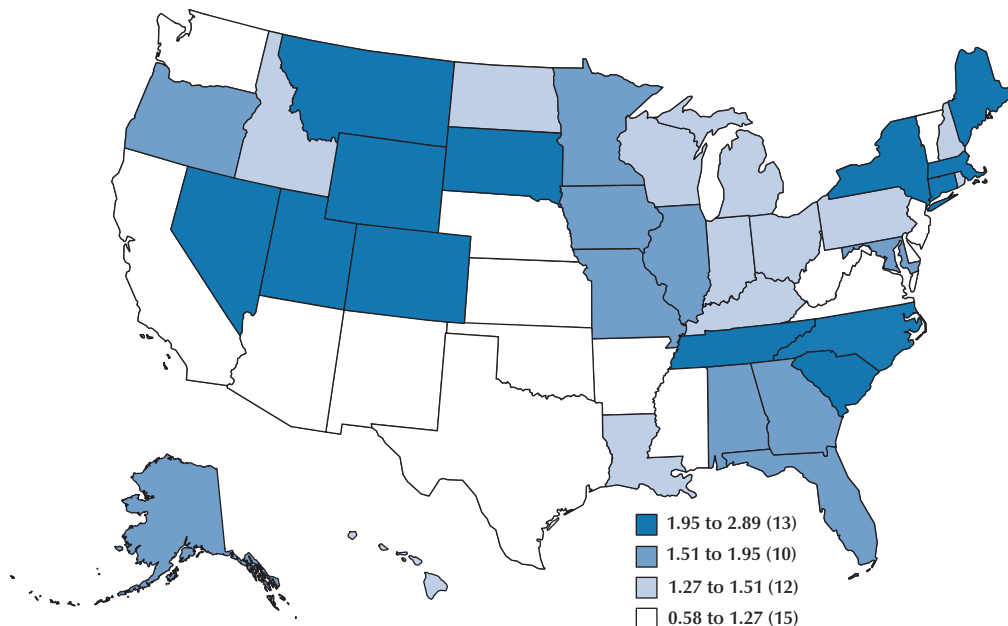 1.95 to 2.89 (13)
1.51 to 1.95 (10)
1.27 to 1.51 (12)
0.58 to 1.27 (15)